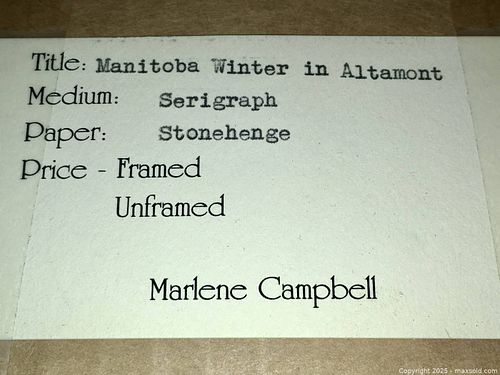 Title: Manitoba Winter in Altamont
Medium: Serigraph
Paper: Stonehenge
Price - Framed
Unframed
Marlene Campbell
Copyright 2025 - maxsold.com